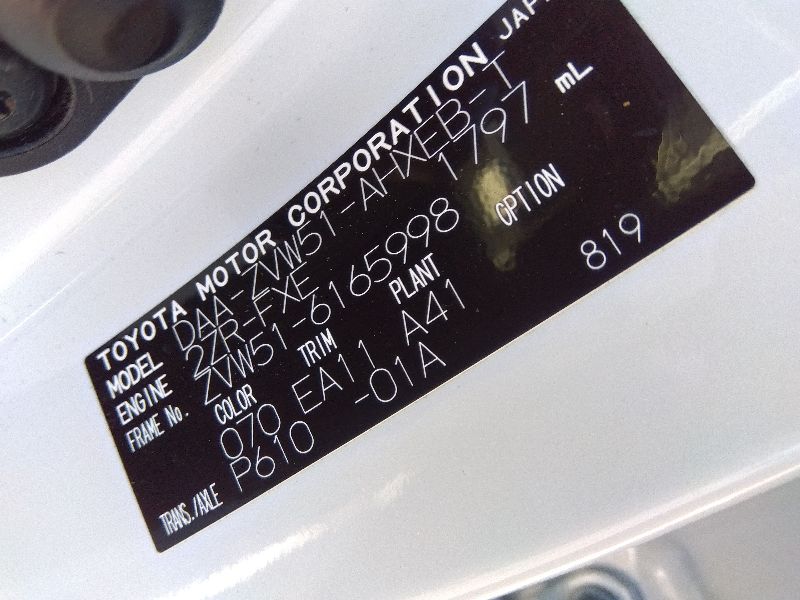 TOYOTA MOTOR CORPORATION JAPA
MODEL DAA-ZVW51-AHXEB-T
ENGINE 2ZR-FXE 1797 mL
FRAME No. ZVW51-6165998
COLOR TRIM PLANT OPTION
070 EA11 A41 819
TRANS./AXLE P610 -01A